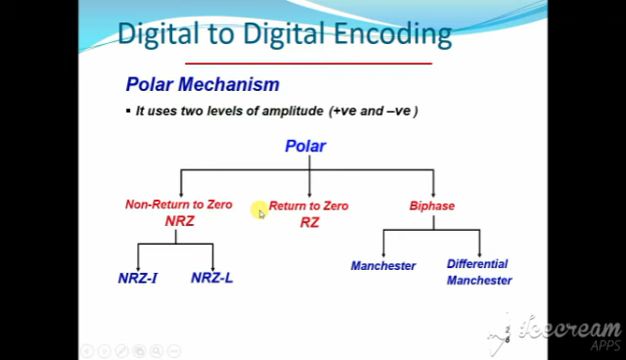 Digital to Digital Encoding
Polar Mechanism
▪ It uses two levels of amplitude (+ve and –ve )
Polar
Non-Return to Zero
NRZ
Return to Zero
RZ
Biphase
NRZ-I
NRZ-L
Manchester
Differential
Manchester
Icecream
APPS